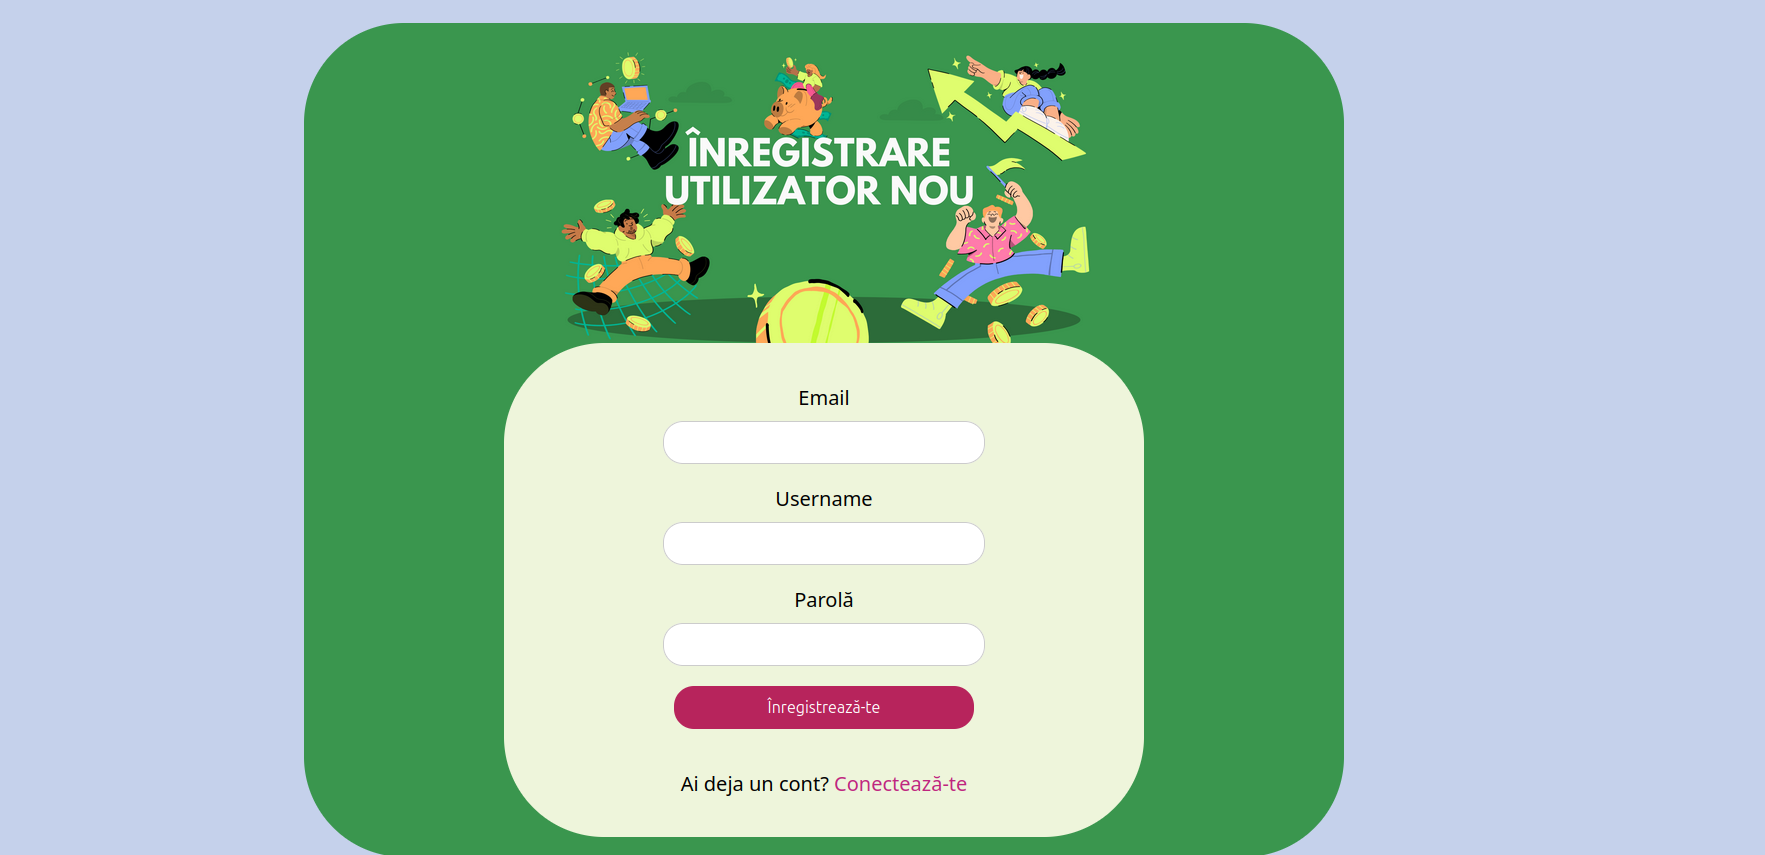 ÎNREGISTRARE
UTILIZATOR NOU
Email
Username
Parolă
Înregistrează-te
Ai deja un cont? Conectează-te